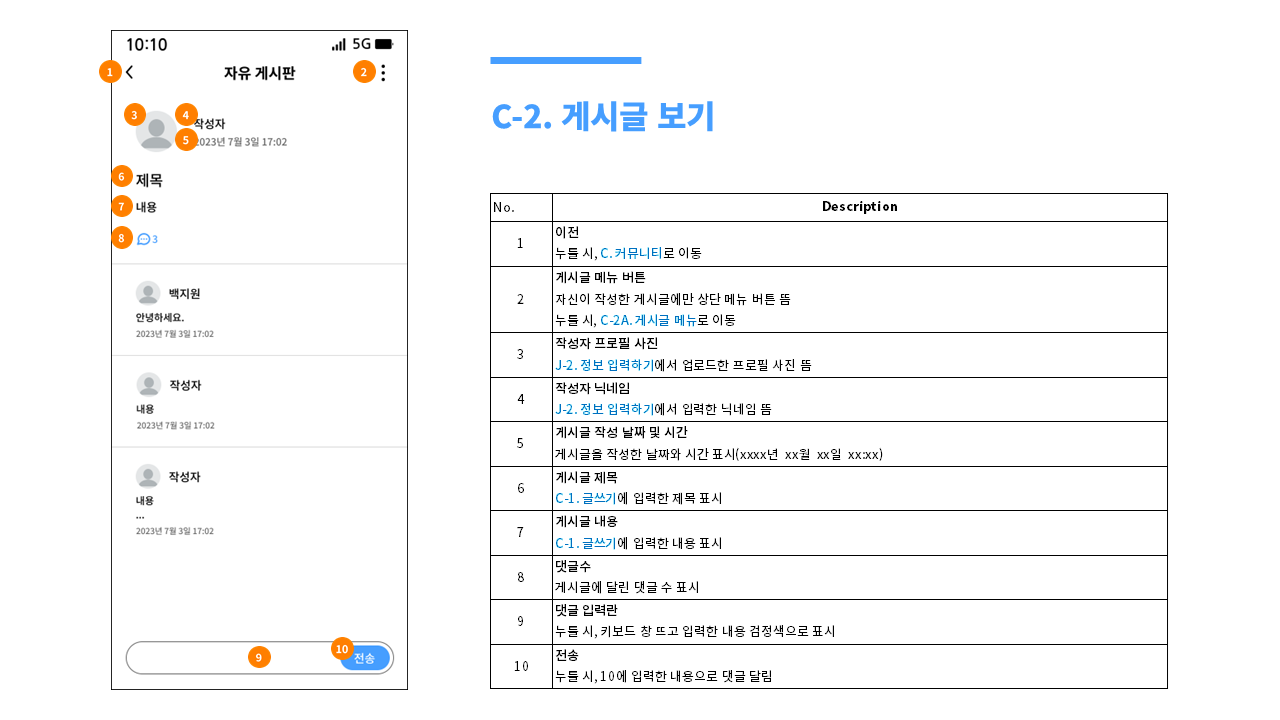 10:10
5G
1
자유 게시판
2
3
4
작성자
5
2023년 7월 3일 17:02
6
제목
7
내용
8
3
백지원
안녕하세요.
2023년 7월 3일 17:02
작성자
내용
2023년 7월 3일 17:02
작성자
내용
...
2023년 7월 3일 17:02
9
10
전송
C-2. 게시글 보기
No.
Description
1
이전
누를 시, C. 커뮤니티로 이동
2
게시글 메뉴 버튼
자신이 작성한 게시글에만 상단 메뉴 버튼 뜸
누를 시, C-2A. 게시글 메뉴로 이동
3
작성자 프로필 사진
J-2. 정보 입력하기에서 업로드한 프로필 사진 뜸
4
작성자 닉네임
J-2. 정보 입력하기에서 입력한 닉네임 뜸
5
게시글 작성 날짜 및 시간
게시글을 작성한 날짜와 시간 표시(xxxx년 xx월 xx일 xx:xx)
6
게시글 제목
C-1. 글쓰기에 입력한 제목 표시
7
게시글 내용
C-1. 글쓰기에 입력한 내용 표시
8
댓글수
게시글에 달린 댓글 수 표시
9
댓글 입력란
누를 시, 키보드 창 뜨고 입력한 내용 검정색으로 표시
10
전송
누를 시, 10에 입력한 내용으로 댓글 달림